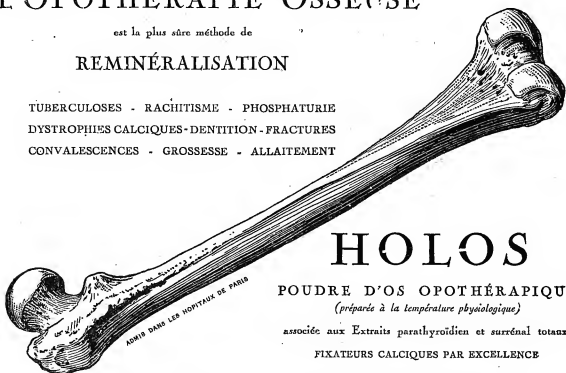 L'OPOTHÉRAPIE OSSEUSE
est la plus sûre méthode de
REMINÉRALISATION
TUBERCULOSES - RACHITISME - PHOSPHATURIE
DYSTROPHIES CALCIQUES - DENTITION - FRACTURES
CONVALESCENCES - GROSSESSE - ALLAITEMENT
ADMIS DANS LES HOPITAUX DE PARIS
HOLOS
POUDRE D'OS OPOTHÉRAPIQU
(préparée à la température physiologique)
associée aux Extraits parathyroïdien et surrénal totaux
FIXATEURS CALCIQUES PAR EXCELLENCE